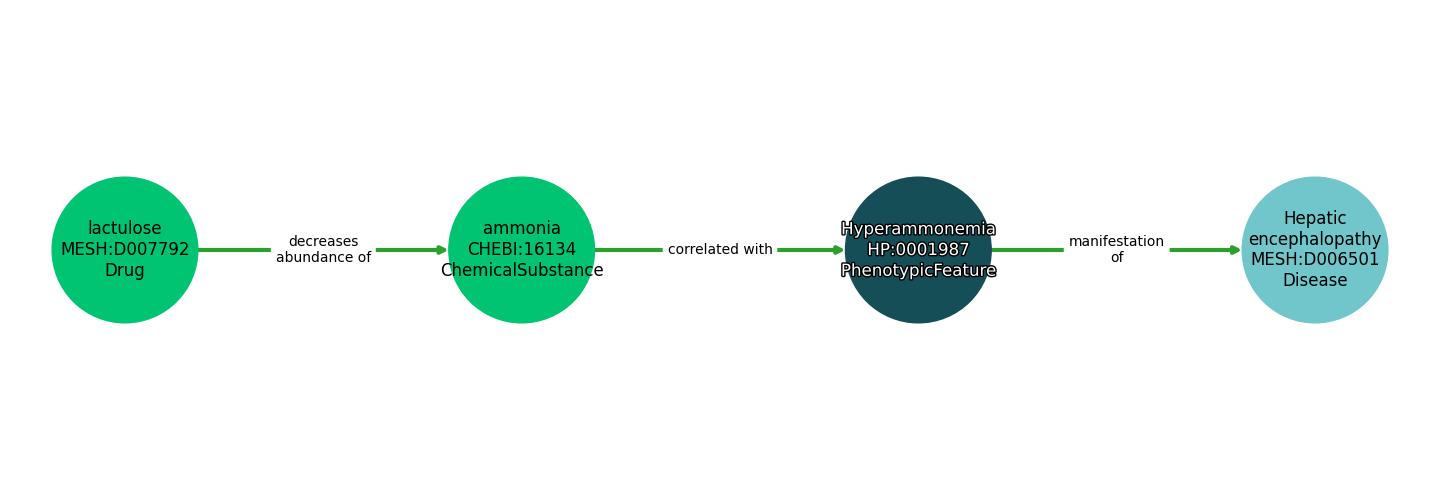 lactulose
MESH:D007792
Drug
decreases
abundance of
ammonia
CHEBI:16134
ChemicalSubstance
correlated with
Hyperammonemia
HP:0001987
PhenotypicFeature
manifestation
of
Hepatic
encephalopathy
MESH:D006501
Disease